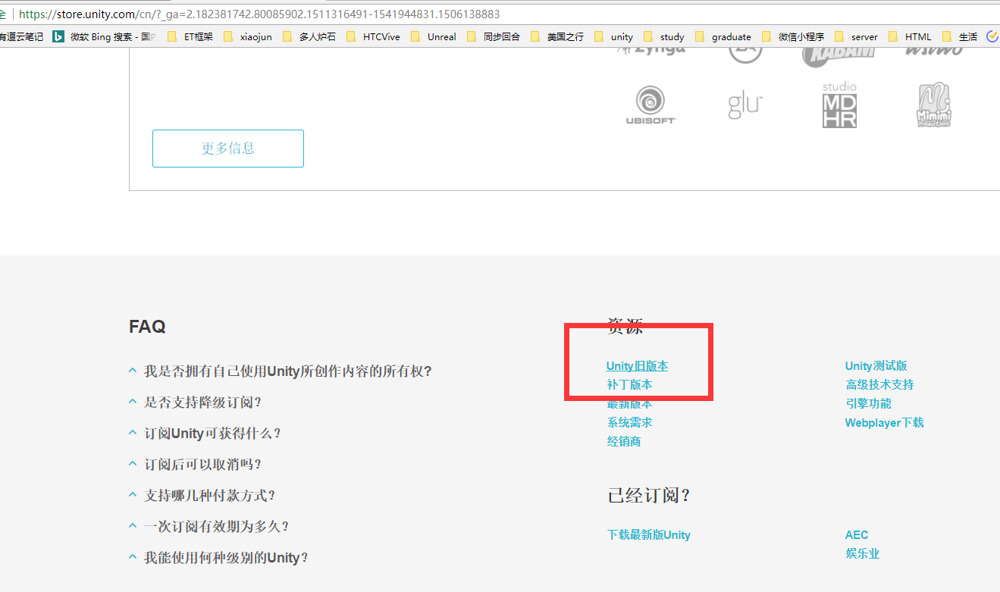 全 https://store.unity.com/cn/?_ga=2.182381742.80085902.1511316491-1541944831.1506138883
有道云笔记 微软 Bing 搜索 - 国 ET框架 xiaojun 多人炉石 HTCVive Unreal 同步回合 美国之行 unity study graduate 微信小程序 server HTML 生活
zynga EA KABAM wooga
UBISOFT glu studio MDHR Mimimi Productions
更多信息
FAQ
我是否拥有自己使用Unity所创作内容的所有权?
是否支持降级订阅？
订阅Unity可获得什么？
订阅后可以取消吗？
支持哪几种付款方式？
一次订阅有效期为多久？
我能使用何种级别的Unity？
资源
Unity旧版本
补丁版本
最新版本
系统需求
经销商
Unity测试版
高级技术支持
引擎功能
Webplayer下载
已经订阅？
下载最新版Unity
AEC
娱乐业